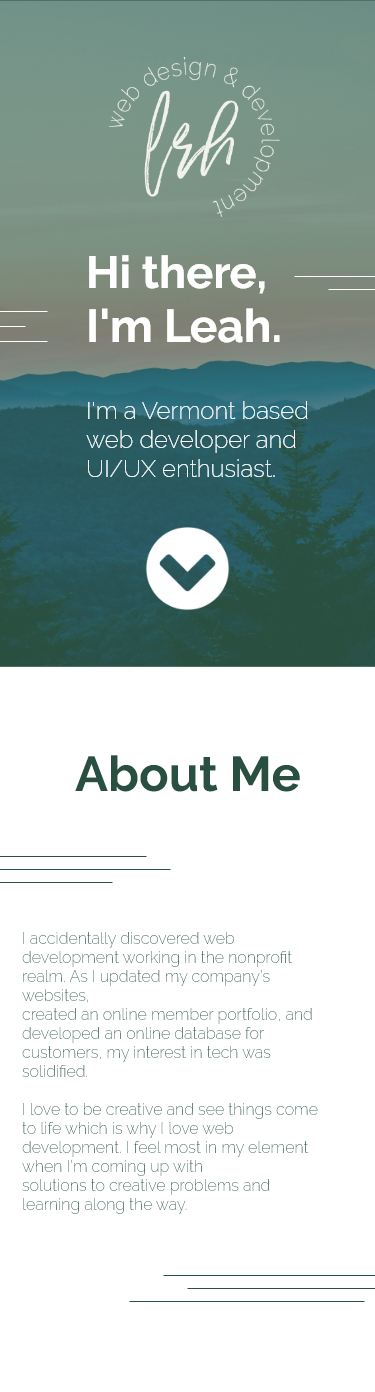 web design & development
lrh
Hi there,
I'm Leah.
I'm a Vermont based
web developer and
UI/UX enthusiast.
About Me
I accidentally discovered web
development working in the nonprofit
realm. As I updated my company's
websites,
created an online member portfolio, and
developed an online database for
customers, my interest in tech was
solidified.
I love to be creative and see things come
to life which is why I love web
development. I feel most in my element
when I'm coming up with
solutions to creative problems and
learning along the way.